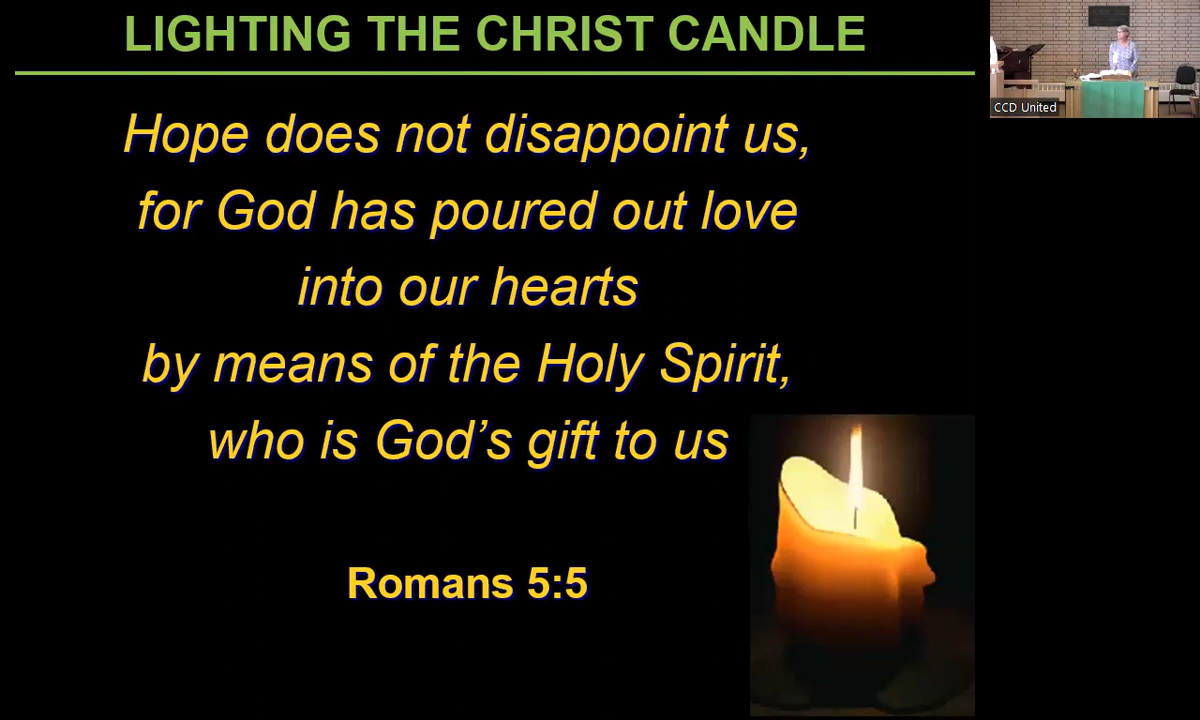 LIGHTING THE CHRIST CANDLE
Hope does not disappoint us,
for God has poured out love
into our hearts
by means of the Holy Spirit,
who is God’s gift to us
Romans 5:5
CCD United